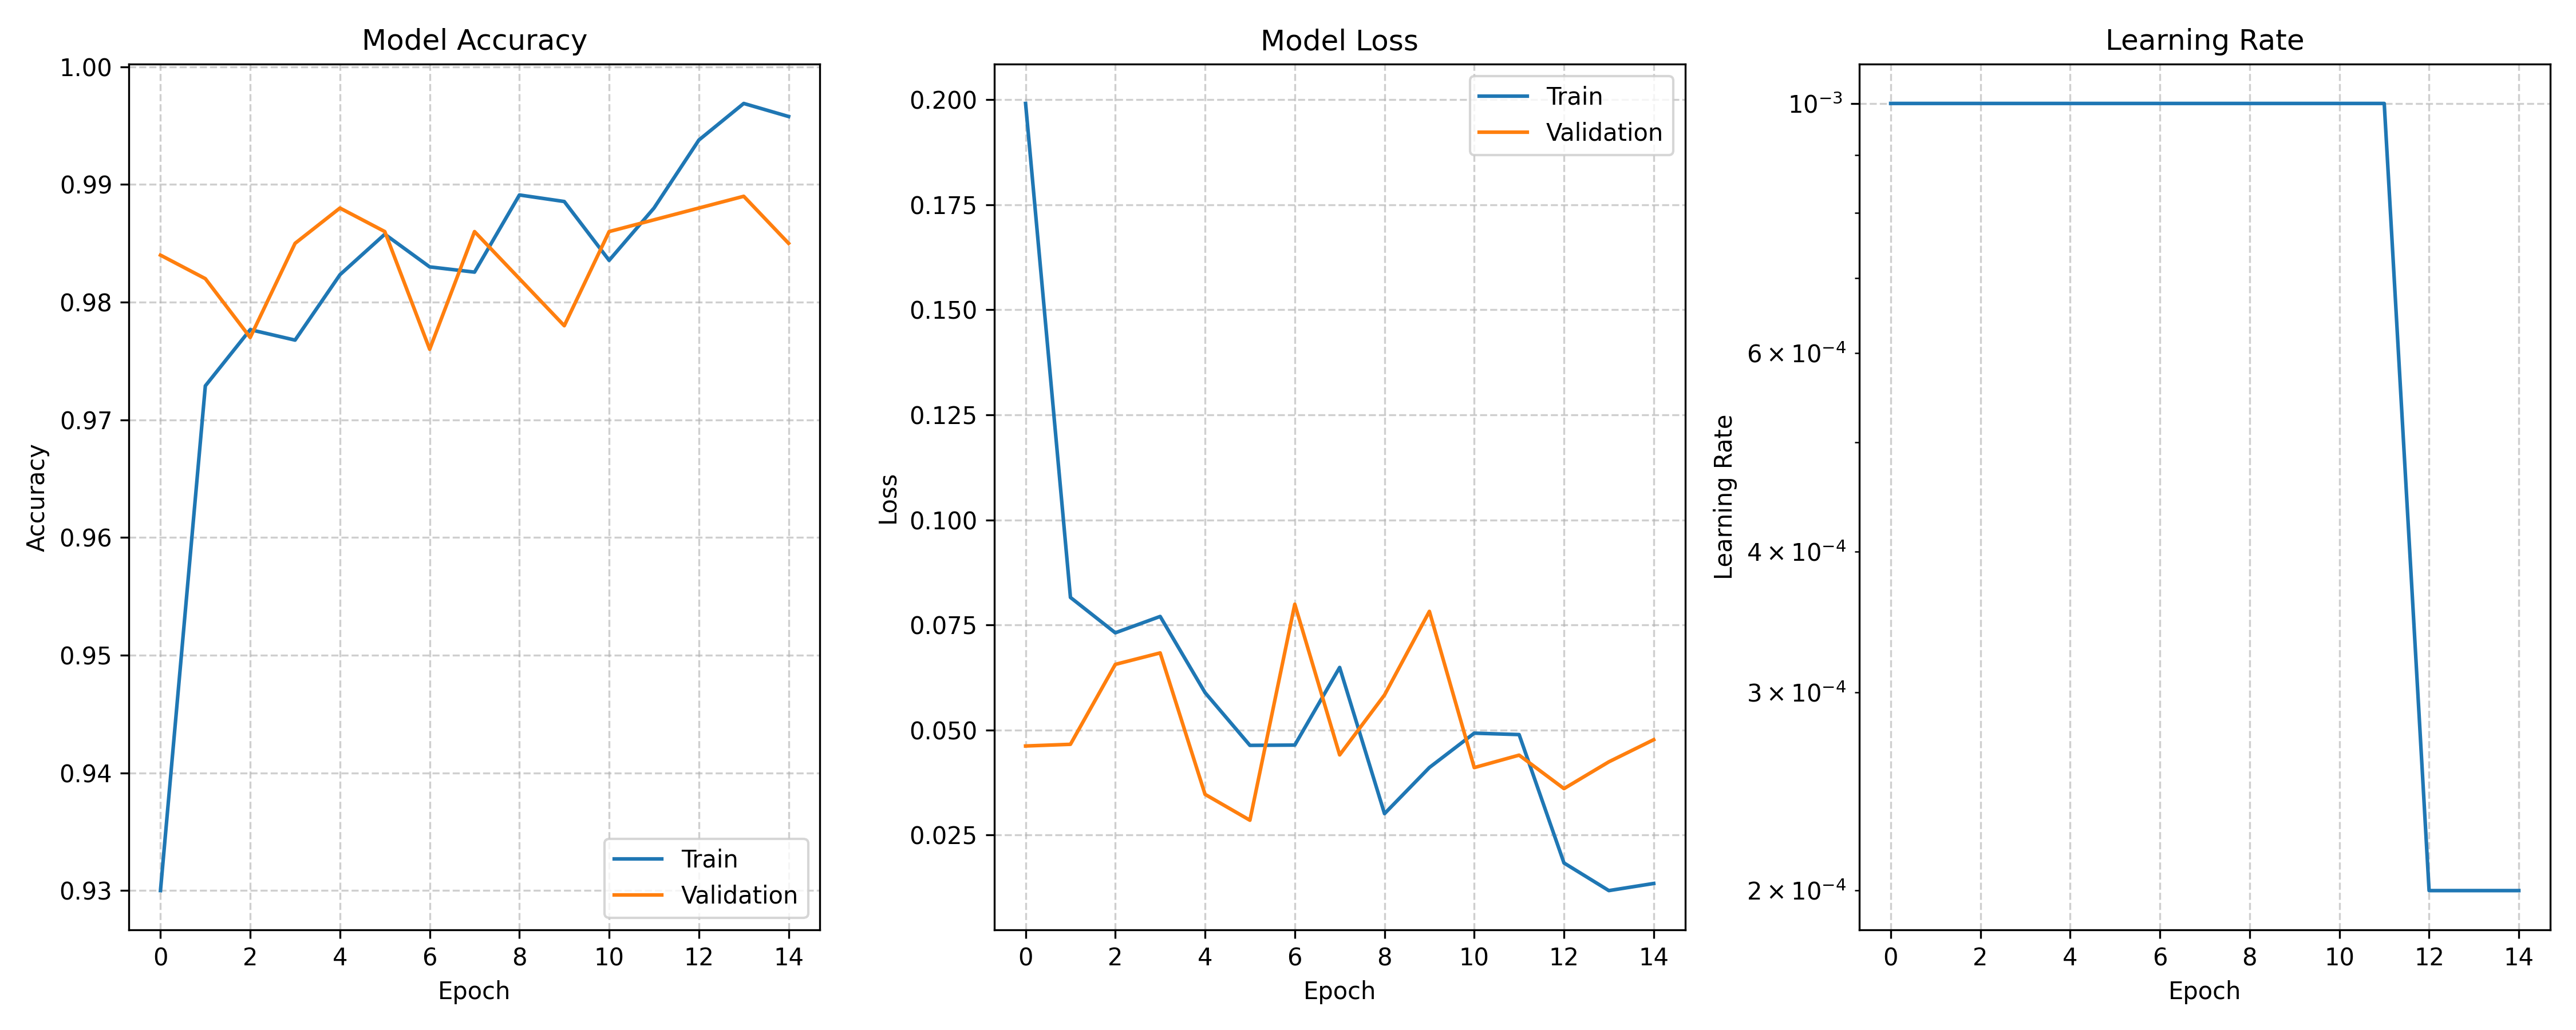 Model Accuracy
1.00
0.99
0.98
0.97
0.96
0.95
0.94
0.93
Accuracy
0 2 4 6 8 10 12 14
Epoch
Train
Validation
Model Loss
0.200
0.175
0.150
0.125
0.100
0.075
0.050
0.025
Loss
0 2 4 6 8 10 12 14
Epoch
Train
Validation
Learning Rate
10⁻³
6 × 10⁻⁴
4 × 10⁻⁴
3 × 10⁻⁴
2 × 10⁻⁴
Learning Rate
0 2 4 6 8 10 12 14
Epoch